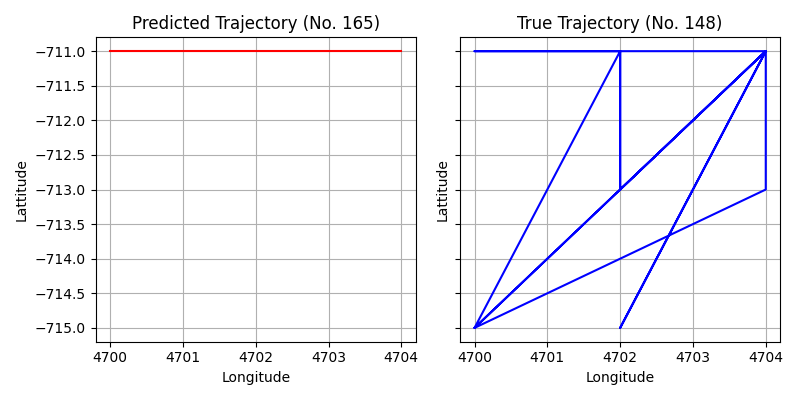 Predicted Trajectory (No. 165)
True Trajectory (No. 148)
Lattitude
−711.0
−711.5
−712.0
−712.5
−713.0
−713.5
−714.0
−714.5
−715.0
4700 4701 4702 4703 4704
Longitude
Lattitude
4700 4701 4702 4703 4704
Longitude